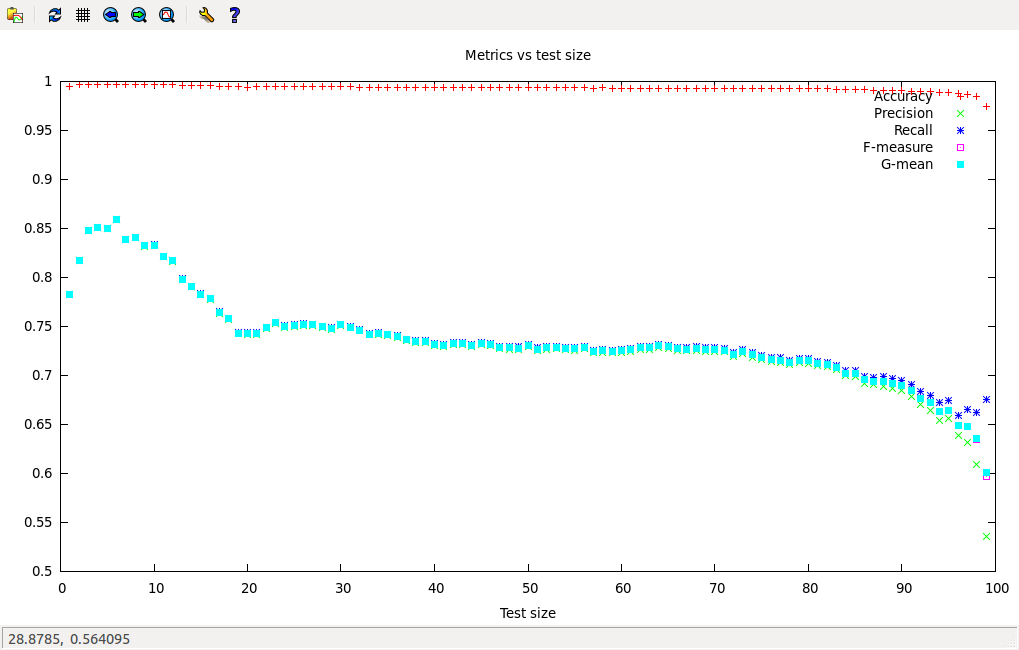 Metrics vs test size
1
0.95
0.9
0.85
0.8
0.75
0.7
0.65
0.6
0.55
0.5
Accuracy
Precision
Recall
F-measure
G-mean
0 10 20 30 40 50 60 70 80 90 100
Test size
28.8785, 0.564095